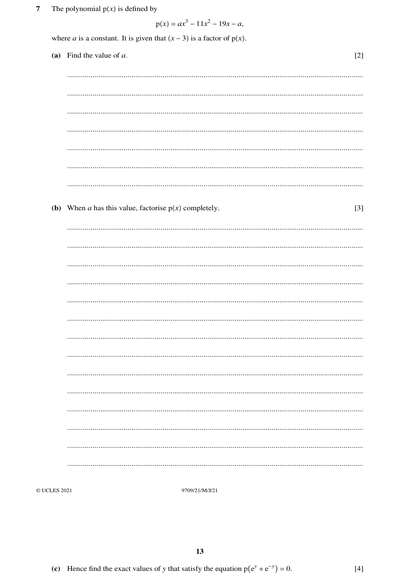 7 The polynomial p(x) is defined by
p(x) = ax³ − 11x² − 19x − a,
where a is a constant. It is given that (x − 3) is a factor of p(x).
(a) Find the value of a. [2]
(b) When a has this value, factorise p(x) completely. [3]
© UCLES 2021 9709/21/M/J/21
13
(c) Hence find the exact values of y that satisfy the equation p(eʸ + e⁻ʸ) = 0. [4]